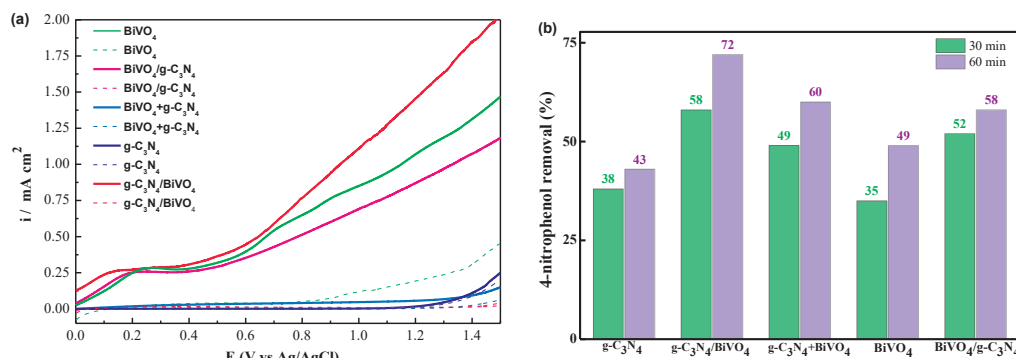 (a)
2.00
1.75
1.50
1.25
1.00
0.75
0.50
0.25
0.00
i / mA cm²
BiVO₄
BiVO₄
BiVO₄/g-C₃N₄
BiVO₄/g-C₃N₄
BiVO₄+g-C₃N₄
BiVO₄+g-C₃N₄
g-C₃N₄
g-C₃N₄
g-C₃N₄/BiVO₄
g-C₃N₄/BiVO₄
0.0 0.2 0.4 0.6 0.8 1.0 1.2 1.4
E (V vs Ag/AgCl)
(b)
75
50
25
0
4-nitrophenol removal (%)
30 min
60 min
38 43
58 72
49 60
35 49
52 58
g-C₃N₄ g-C₃N₄/BiVO₄ g-C₃N₄+BiVO₄ BiVO₄ BiVO₄/g-C₃N₄